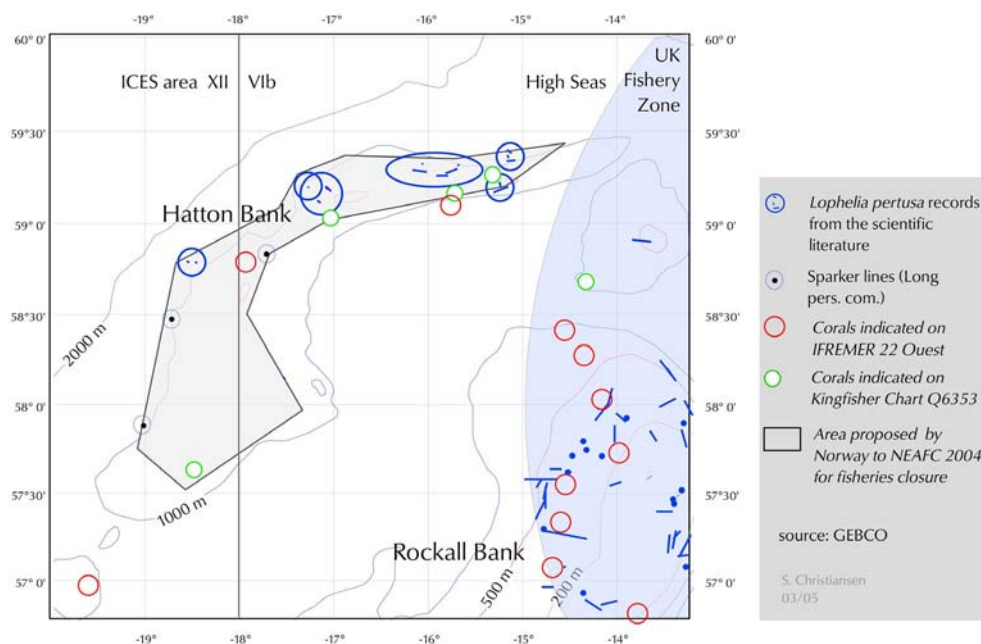 -19° -18° -17° -16° -15° -14°
60° 0' 60° 0'
ICES area XII VIb High Seas UK
Fishery
Zone
59°30' 59°30'
59° 0' Hatton Bank 59° 0'
58°30' 58°30'
2000 m
58° 0' 58° 0'
57°30' 57°30'
1000 m
Rockall Bank
500 m
200 m
57° 0' 57° 0'
-19° -18° -17° -16° -15° -14°
Lophelia pertusa records
from the scientific
literature
Sparker lines (Long
pers. com.)
Corals indicated on
IFREMER 22 Ouest
Corals indicated on
Kingfisher Chart Q6353
Area proposed by
Norway to NEAFC 2004
for fisheries closure
source: GEBCO
S. Christiansen
03/05